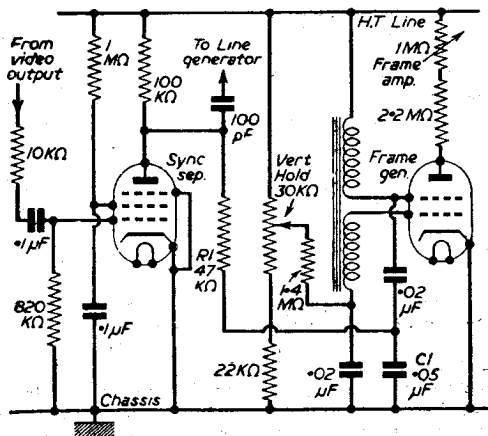 H.T. Line
From
video
output
1
MΩ
100
KΩ
To Line
generator
100
pF
1MΩ
Frame
amp.
2·2 MΩ
10KΩ
Sync
sep.
Vert
Hold
30KΩ
Frame
gen.
·1μF
R1
47
KΩ
1·4
MΩ
·02
μF
820
KΩ
·1μF
22KΩ
·02
μF
C1
·05
μF
Chassis